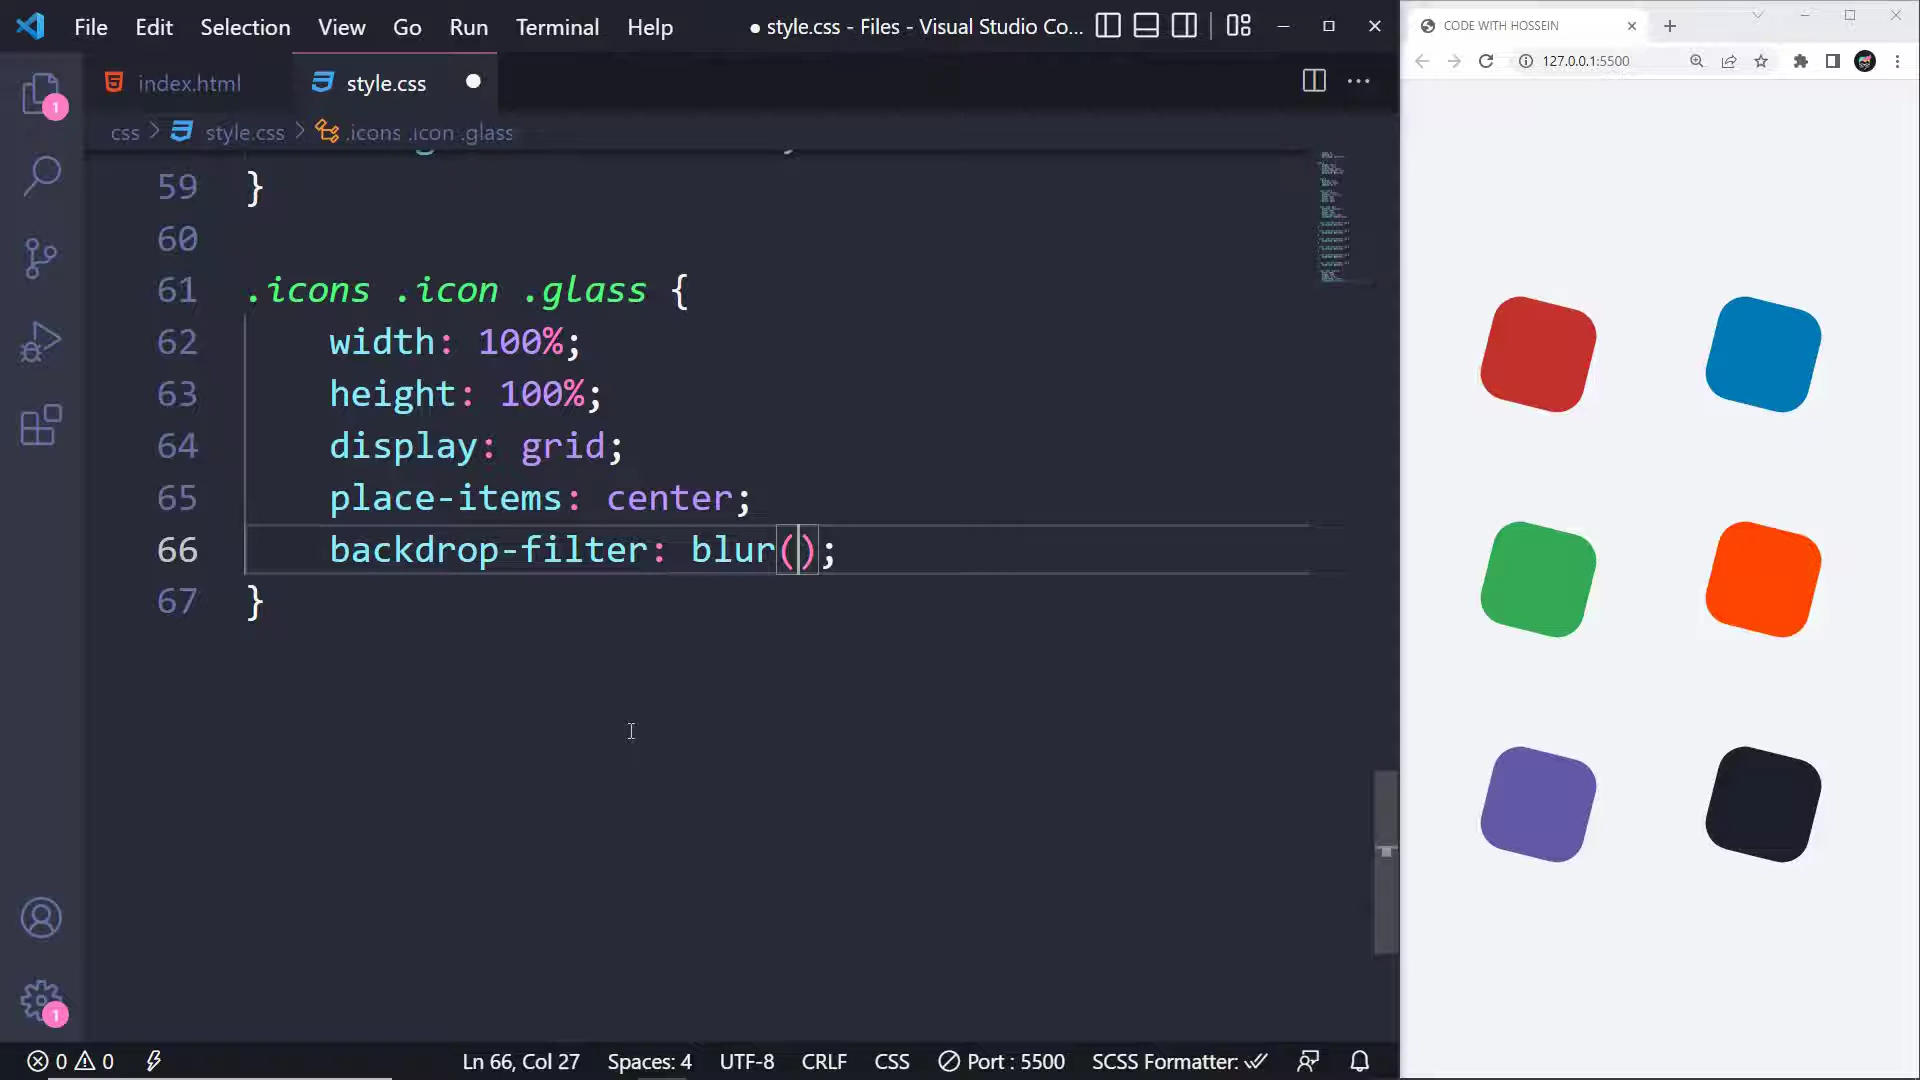 File Edit Selection View Go Run Terminal Help
● style.css - Files - Visual Studio Co...
index.html
style.css
css > style.css > .icons .icon .glass
59 }
60
61 .icons .icon .glass {
62 width: 100%;
63 height: 100%;
64 display: grid;
65 place-items: center;
66 backdrop-filter: blur();
67 }
1
1
0 0
Ln 66, Col 27
Spaces: 4
UTF-8
CRLF
CSS
Port : 5500
SCSS Formatter:
CODE WITH HOSSEIN
127.0.0.1:5500